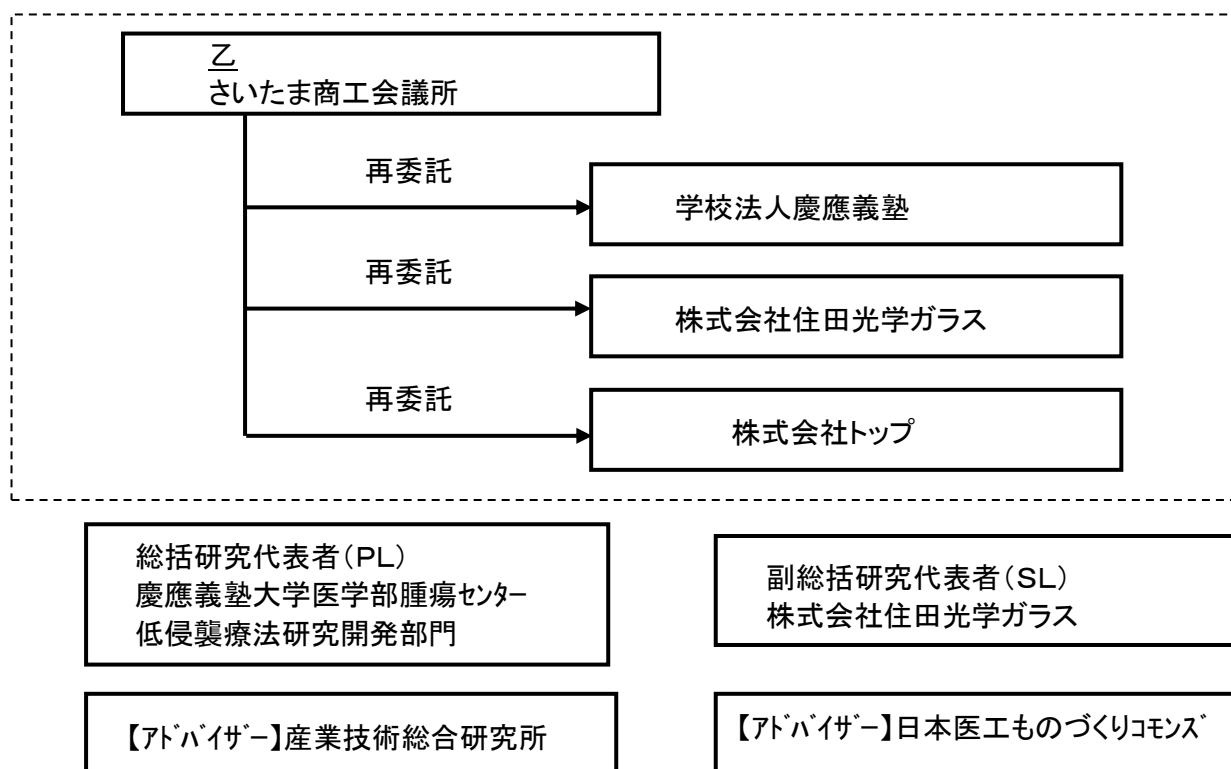 乙
さいたま商工会議所
再委託
学校法人慶應義塾
再委託
株式会社住田光学ガラス
再委託
株式会社トップ
総括研究代表者（ＰＬ）
慶應義塾大学医学部腫瘍ｾﾝﾀｰ
低侵襲療法研究開発部門
副総括研究代表者（ＳＬ）
株式会社住田光学ガラス
【ｱﾄﾞﾊﾞｲｻﾞｰ】産業技術総合研究所
【ｱﾄﾞﾊﾞｲｻﾞｰ】日本医工ものづくりｺﾓﾝｽﾞ